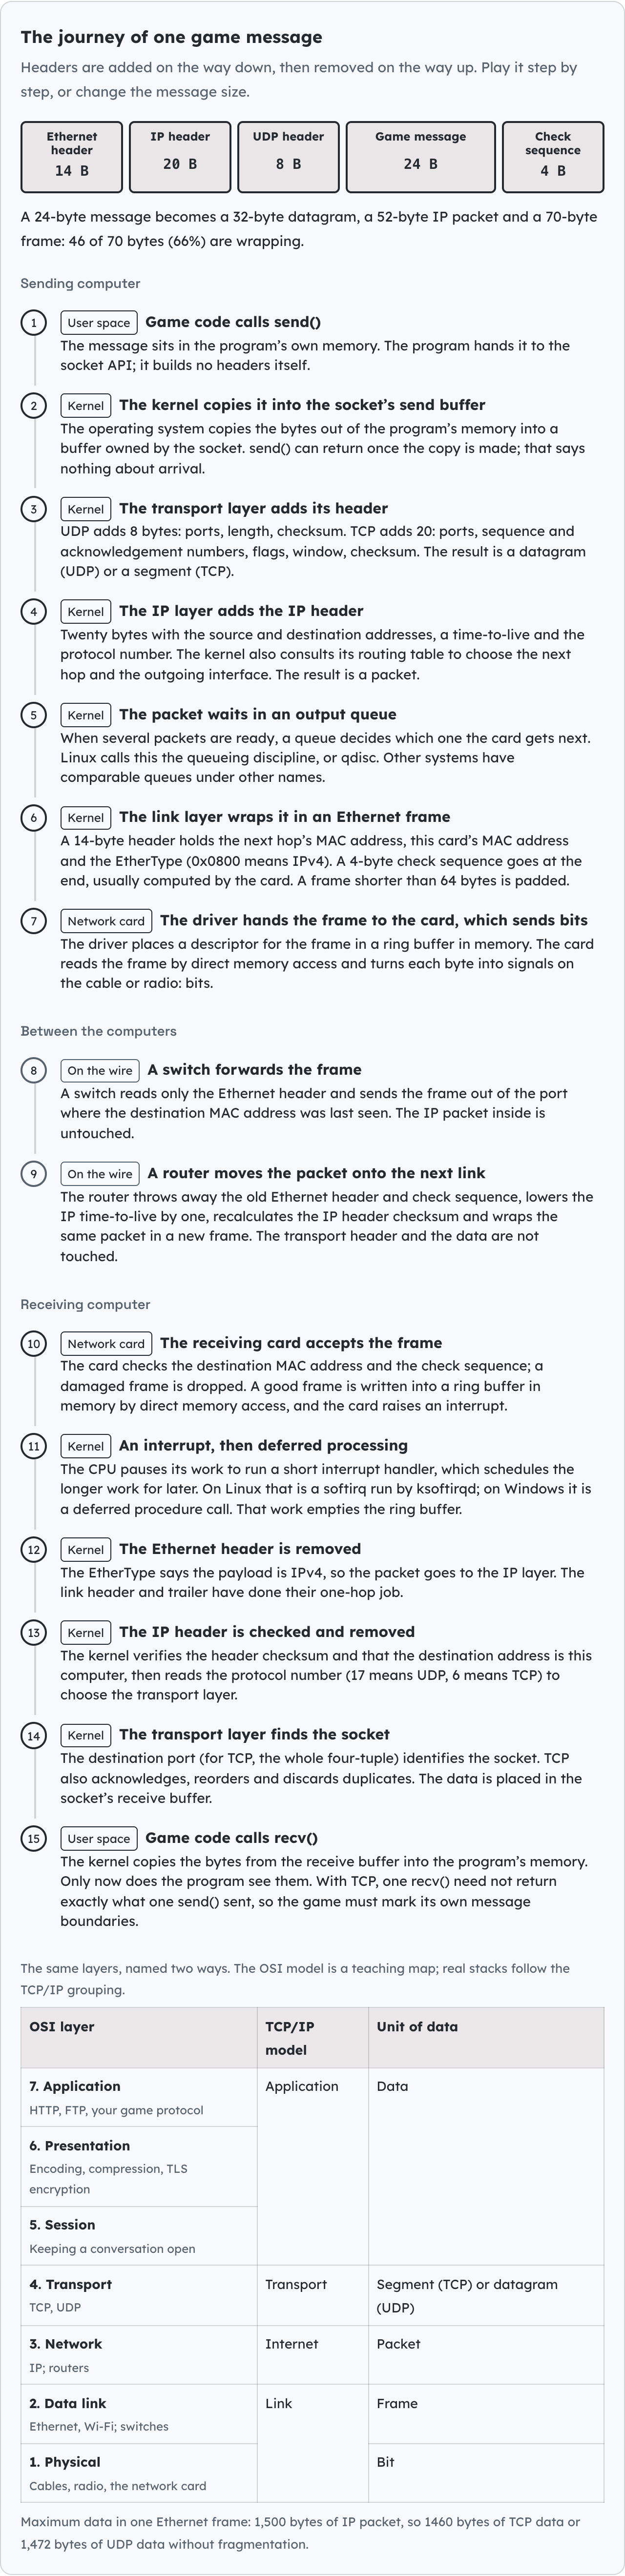 The journey of one game message
Headers are added on the way down, then removed on the way up. Play it step by
step, or change the message size.
Ethernet
header
14 B
IP header
20 B
UDP header
8 B
Game message
24 B
Check
sequence
4 B
A 24-byte message becomes a 32-byte datagram, a 52-byte IP packet and a 70-byte
frame: 46 of 70 bytes (66%) are wrapping.
Sending computer
1 User space Game code calls send()
The message sits in the program’s own memory. The program hands it to the
socket API; it builds no headers itself.
2 Kernel The kernel copies it into the socket’s send buffer
The operating system copies the bytes out of the program’s memory into a
buffer owned by the socket. send() can return once the copy is made; that says
nothing about arrival.
3 Kernel The transport layer adds its header
UDP adds 8 bytes: ports, length, checksum. TCP adds 20: ports, sequence and
acknowledgement numbers, flags, window, checksum. The result is a datagram
(UDP) or a segment (TCP).
4 Kernel The IP layer adds the IP header
Twenty bytes with the source and destination addresses, a time-to-live and the
protocol number. The kernel also consults its routing table to choose the next
hop and the outgoing interface. The result is a packet.
5 Kernel The packet waits in an output queue
When several packets are ready, a queue decides which one the card gets next.
Linux calls this the queueing discipline, or qdisc. Other systems have
comparable queues under other names.
6 Kernel The link layer wraps it in an Ethernet frame
A 14-byte header holds the next hop’s MAC address, this card’s MAC address
and the EtherType (0x0800 means IPv4). A 4-byte check sequence goes at the
end, usually computed by the card. A frame shorter than 64 bytes is padded.
7 Network card The driver hands the frame to the card, which sends bits
The driver places a descriptor for the frame in a ring buffer in memory. The card
reads the frame by direct memory access and turns each byte into signals on
the cable or radio: bits.
Between the computers
8 On the wire A switch forwards the frame
A switch reads only the Ethernet header and sends the frame out of the port
where the destination MAC address was last seen. The IP packet inside is
untouched.
9 On the wire A router moves the packet onto the next link
The router throws away the old Ethernet header and check sequence, lowers the
IP time-to-live by one, recalculates the IP header checksum and wraps the
same packet in a new frame. The transport header and the data are not
touched.
Receiving computer
10 Network card The receiving card accepts the frame
The card checks the destination MAC address and the check sequence; a
damaged frame is dropped. A good frame is written into a ring buffer in
memory by direct memory access, and the card raises an interrupt.
11 Kernel An interrupt, then deferred processing
The CPU pauses its work to run a short interrupt handler, which schedules the
longer work for later. On Linux that is a softirq run by ksoftirqd; on Windows it is
a deferred procedure call. That work empties the ring buffer.
12 Kernel The Ethernet header is removed
The EtherType says the payload is IPv4, so the packet goes to the IP layer. The
link header and trailer have done their one-hop job.
13 Kernel The IP header is checked and removed
The kernel verifies the header checksum and that the destination address is this
computer, then reads the protocol number (17 means UDP, 6 means TCP) to
choose the transport layer.
14 Kernel The transport layer finds the socket
The destination port (for TCP, the whole four-tuple) identifies the socket. TCP
also acknowledges, reorders and discards duplicates. The data is placed in the
socket’s receive buffer.
15 User space Game code calls recv()
The kernel copies the bytes from the receive buffer into the program’s memory.
Only now does the program see them. With TCP, one recv() need not return
exactly what one send() sent, so the game must mark its own message
boundaries.
The same layers, named two ways. The OSI model is a teaching map; real stacks follow the
TCP/IP grouping.
OSI layer
TCP/IP
model
Unit of data
7. Application
HTTP, FTP, your game protocol
Application
Data
6. Presentation
Encoding, compression, TLS
encryption
5. Session
Keeping a conversation open
4. Transport
TCP, UDP
Transport
Segment (TCP) or datagram
(UDP)
3. Network
IP; routers
Internet
Packet
2. Data link
Ethernet, Wi-Fi; switches
Link
Frame
1. Physical
Cables, radio, the network card
Bit
Maximum data in one Ethernet frame: 1,500 bytes of IP packet, so 1460 bytes of TCP data or
1,472 bytes of UDP data without fragmentation.